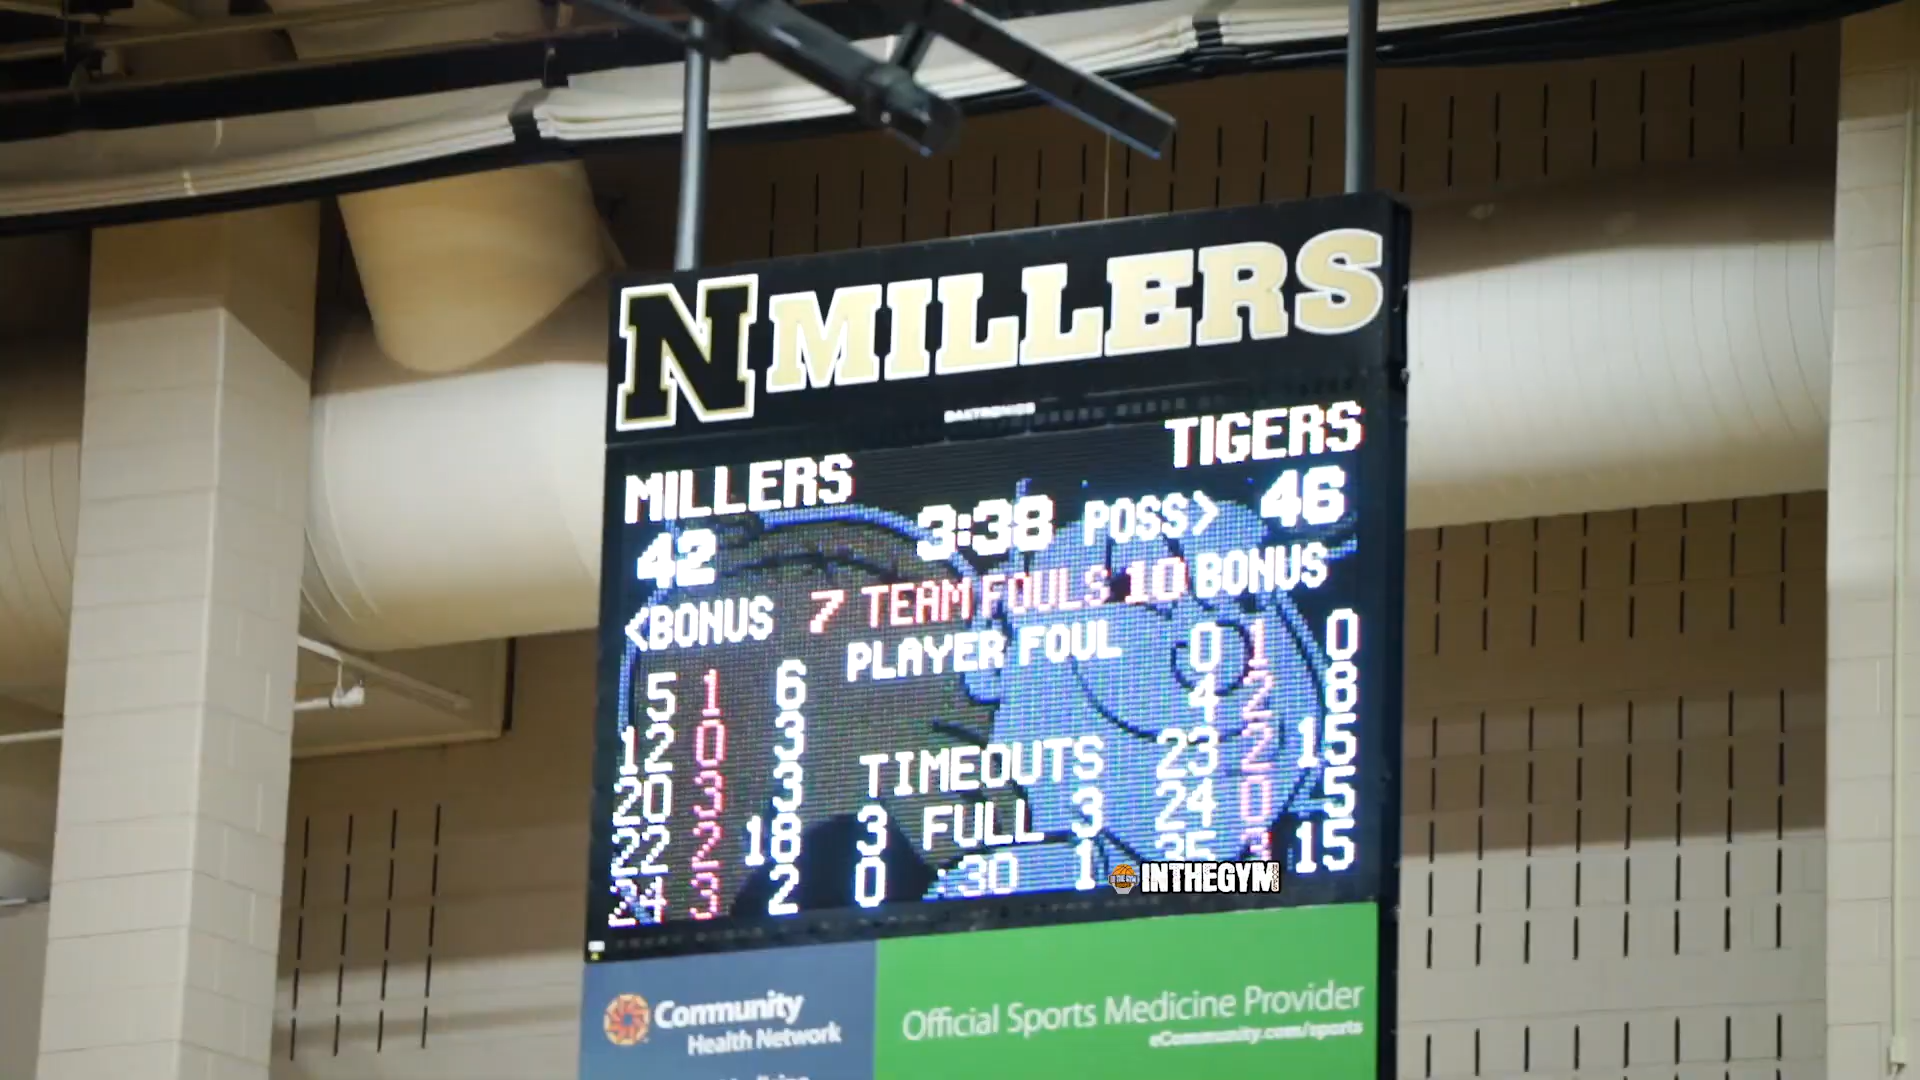 N MILLERS
DAKTRONICS
MILLERS TIGERS
42 3:38 POSS> 46
<BONUS 7 TEAM FOULS 10 BONUS
PLAYER FOUL
5 1 6 0 1 0
12 0 3 4 2 8
20 3 3 TIMEOUTS 23 2 15
22 2 18 3 FULL 3 24 0 5
24 3 2 0 :30 1 35 3 15
INTHEGYM
Community
Health Network
Official Sports Medicine Provider
eCommunity.com/sports